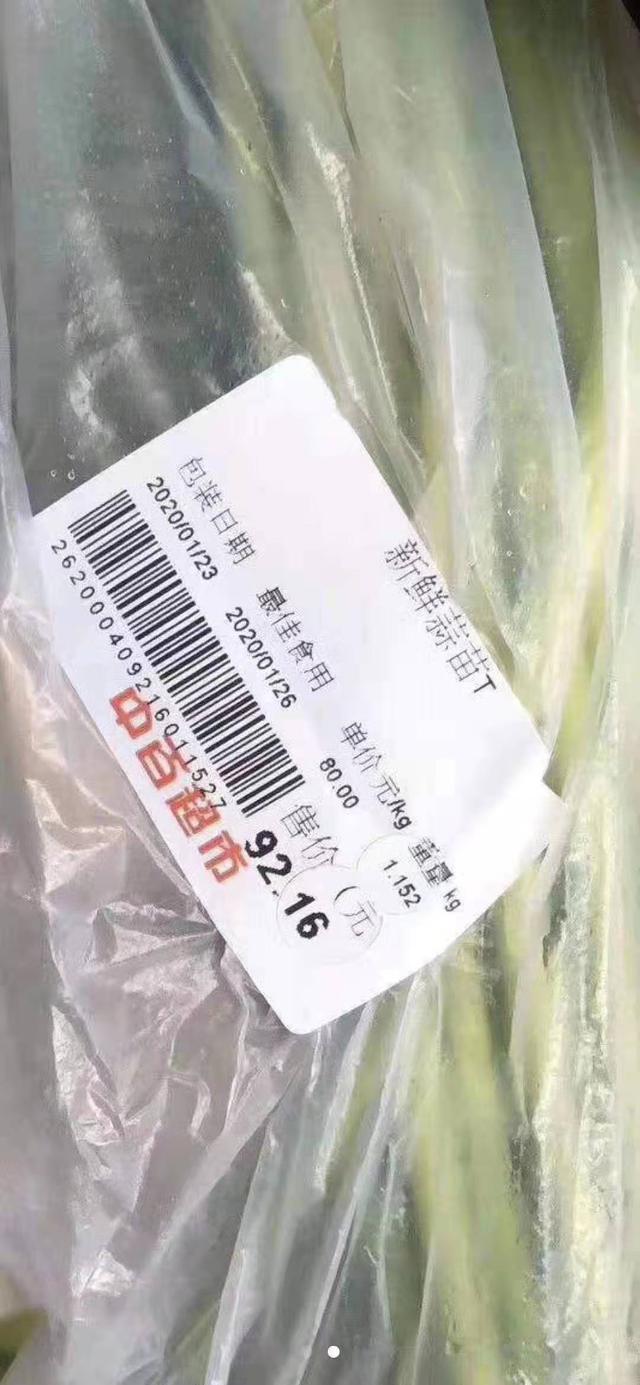 新鲜蒜苗T
包装日期
2020/01/23
最佳食用
2020/01/26
单价 元/kg
80.00
重量 kg
1.152
售价 (元
92.16
2620004092160115 27
中百超市